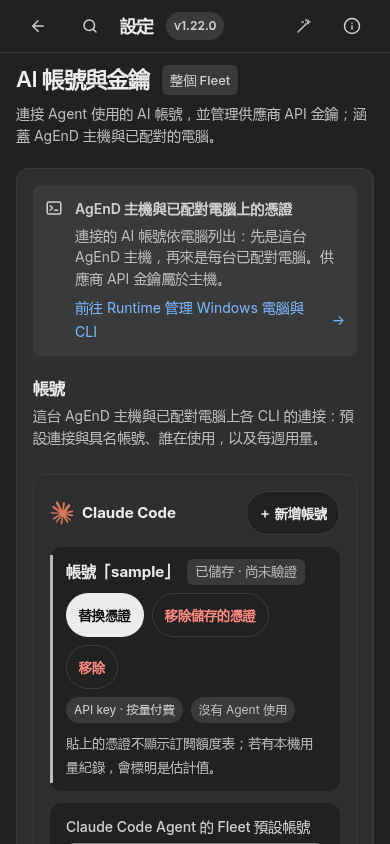 設定 v1.22.0
AI 帳號與金鑰 整個 Fleet
連接 Agent 使用的 AI 帳號，並管理供應商 API 金鑰；涵
蓋 AgEnD 主機與已配對的電腦。
AgEnD 主機與已配對電腦上的憑證
連接的 AI 帳號依電腦列出：先是這台
AgEnD 主機，再來是每台已配對電腦。供
應商 API 金鑰屬於主機。
前往 Runtime 管理 Windows 電腦與
CLI
帳號
這台 AgEnD 主機與已配對電腦上各 CLI 的連接：預
設連接與具名帳號、誰在使用，以及每週用量。
Claude Code
+ 新增帳號
帳號「sample」 已儲存 · 尚未驗證
替換憑證 移除儲存的憑證
移除
API key · 按量付費 沒有 Agent 使用
貼上的憑證不顯示訂閱額度表；若有本機用
量紀錄，會標明是估計值。
Claude Code Agent 的 Fleet 預設帳號